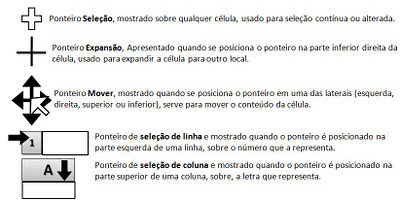 Ponteiro Seleção, mostrado sobre qualquer célula, usado para seleção contínua ou alterada.
Ponteiro Expansão, Apresentado quando se posiciona o ponteiro na parte inferior direita da
célula, usado para expandir a célula para outro local.
Ponteiro Mover, mostrado quando se posiciona o ponteiro em uma das laterais (esquerda,
direita, superior ou inferior), serve para mover o conteúdo da célula.
Ponteiro de seleção de linha e mostrado quando o ponteiro é posicionado na
1
parte esquerda de uma linha, sobre o número que a representa.
Ponteiro de seleção de coluna e mostrado quando o ponteiro é posicionado na
A
parte superior de uma coluna, sobre, a letra que representa.